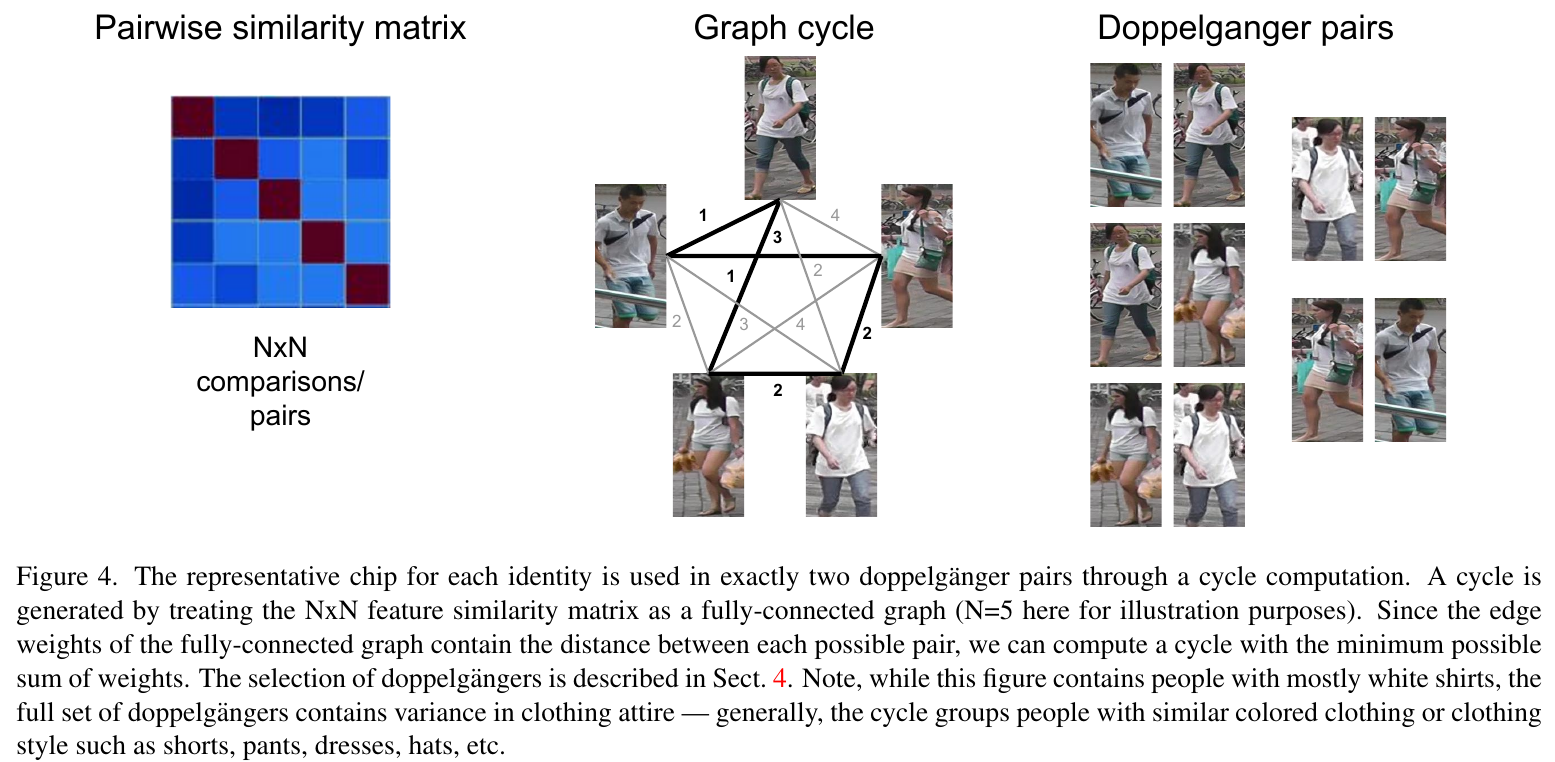 Pairwise similarity matrix
Graph cycle
Doppelganger pairs
NxN
comparisons/
pairs
1
4
3
1
2
2
3
4
2
2
Figure 4. The representative chip for each identity is used in exactly two doppelgänger pairs through a cycle computation. A cycle is
generated by treating the NxN feature similarity matrix as a fully-connected graph (N=5 here for illustration purposes). Since the edge
weights of the fully-connected graph contain the distance between each possible pair, we can compute a cycle with the minimum possible
sum of weights. The selection of doppelgängers is described in Sect. 4. Note, while this figure contains people with mostly white shirts, the
full set of doppelgängers contains variance in clothing attire — generally, the cycle groups people with similar colored clothing or clothing
style such as shorts, pants, dresses, hats, etc.